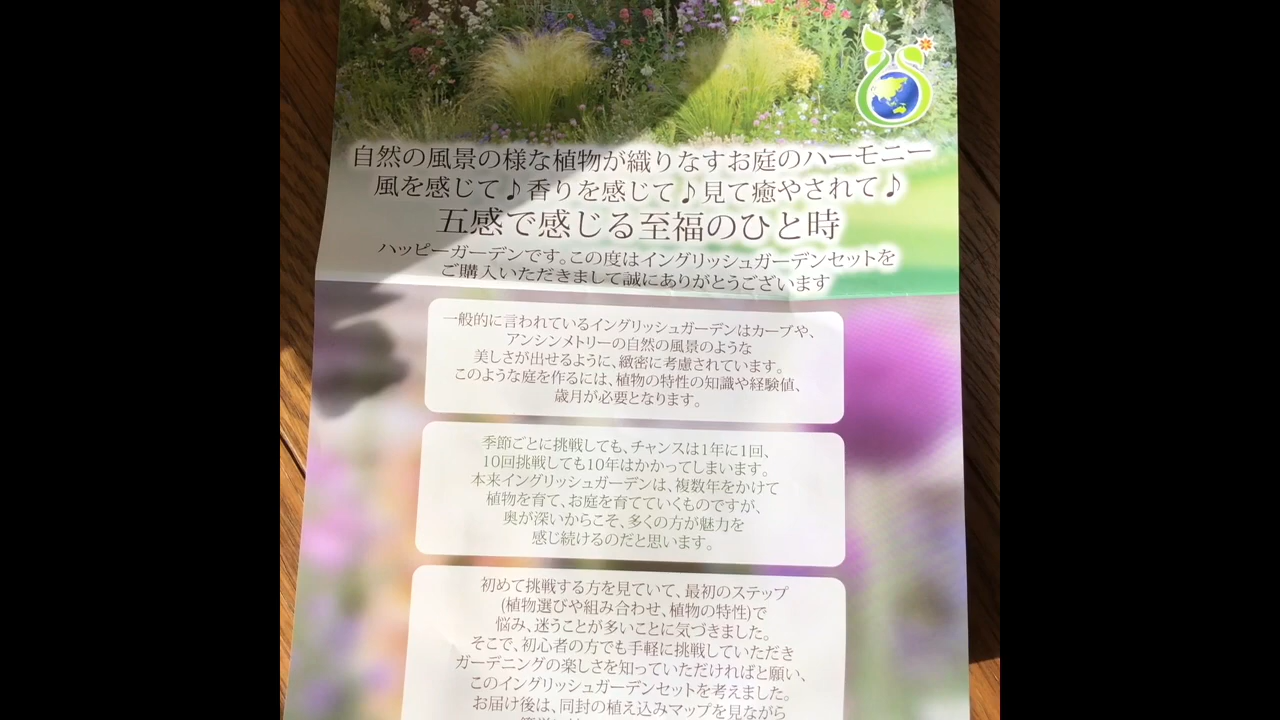 自然の風景の様な植物が織りなすお庭のハーモニー
風を感じて♪香りを感じて♪見て癒やされて♪
五感で感じる至福のひと時
ハッピーガーデンです。この度はイングリッシュガーデンセットを
ご購入いただきまして誠にありがとうございます
一般的に言われているイングリッシュガーデンはカーブや、
アンシンメトリーの自然の風景のような
美しさが出せるように、緻密に考慮されています。
このような庭を作るには、植物の特性の知識や経験値、
歳月が必要となります。
季節ごとに挑戦しても、チャンスは1年に1回、
10回挑戦しても10年はかかってしまいます。
本来イングリッシュガーデンは、複数年をかけて
植物を育て、お庭を育てていくものですが、
奥が深いからこそ、多くの方が魅力を
感じ続けるのだと思います。
初めて挑戦する方を見ていて、最初のステップ
(植物選びや組み合わせ、植物の特性)で
悩み、迷うことが多いことに気づきました。
そこで、初心者の方でも手軽に挑戦していただき
ガーデニングの楽しさを知っていただければと願い、
このイングリッシュガーデンセットを考えました。
お届け後は、同封の植え込みマップを見ながら